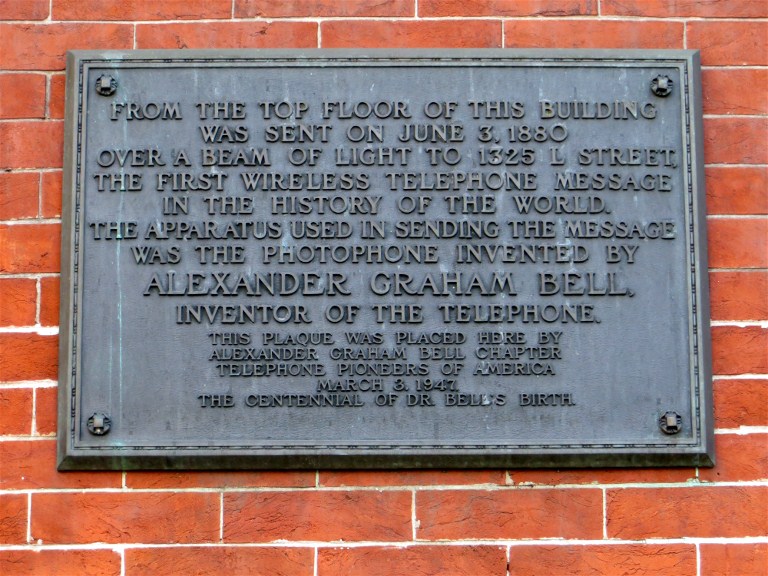 FROM THE TOP FLOOR OF THIS BUILDING
WAS SENT ON JUNE 3, 1880
OVER A BEAM OF LIGHT TO 1325 L STREET,
THE FIRST WIRELESS TELEPHONE MESSAGE
IN THE HISTORY OF THE WORLD.
THE APPARATUS USED IN SENDING THE MESSAGE
WAS THE PHOTOPHONE INVENTED BY
ALEXANDER GRAHAM BELL,
INVENTOR OF THE TELEPHONE.
THIS PLAQUE WAS PLACED HERE BY
ALEXANDER GRAHAM BELL CHAPTER
TELEPHONE PIONEERS OF AMERICA
MARCH 3, 1947
THE CENTENNIAL OF DR. BELL'S BIRTH.